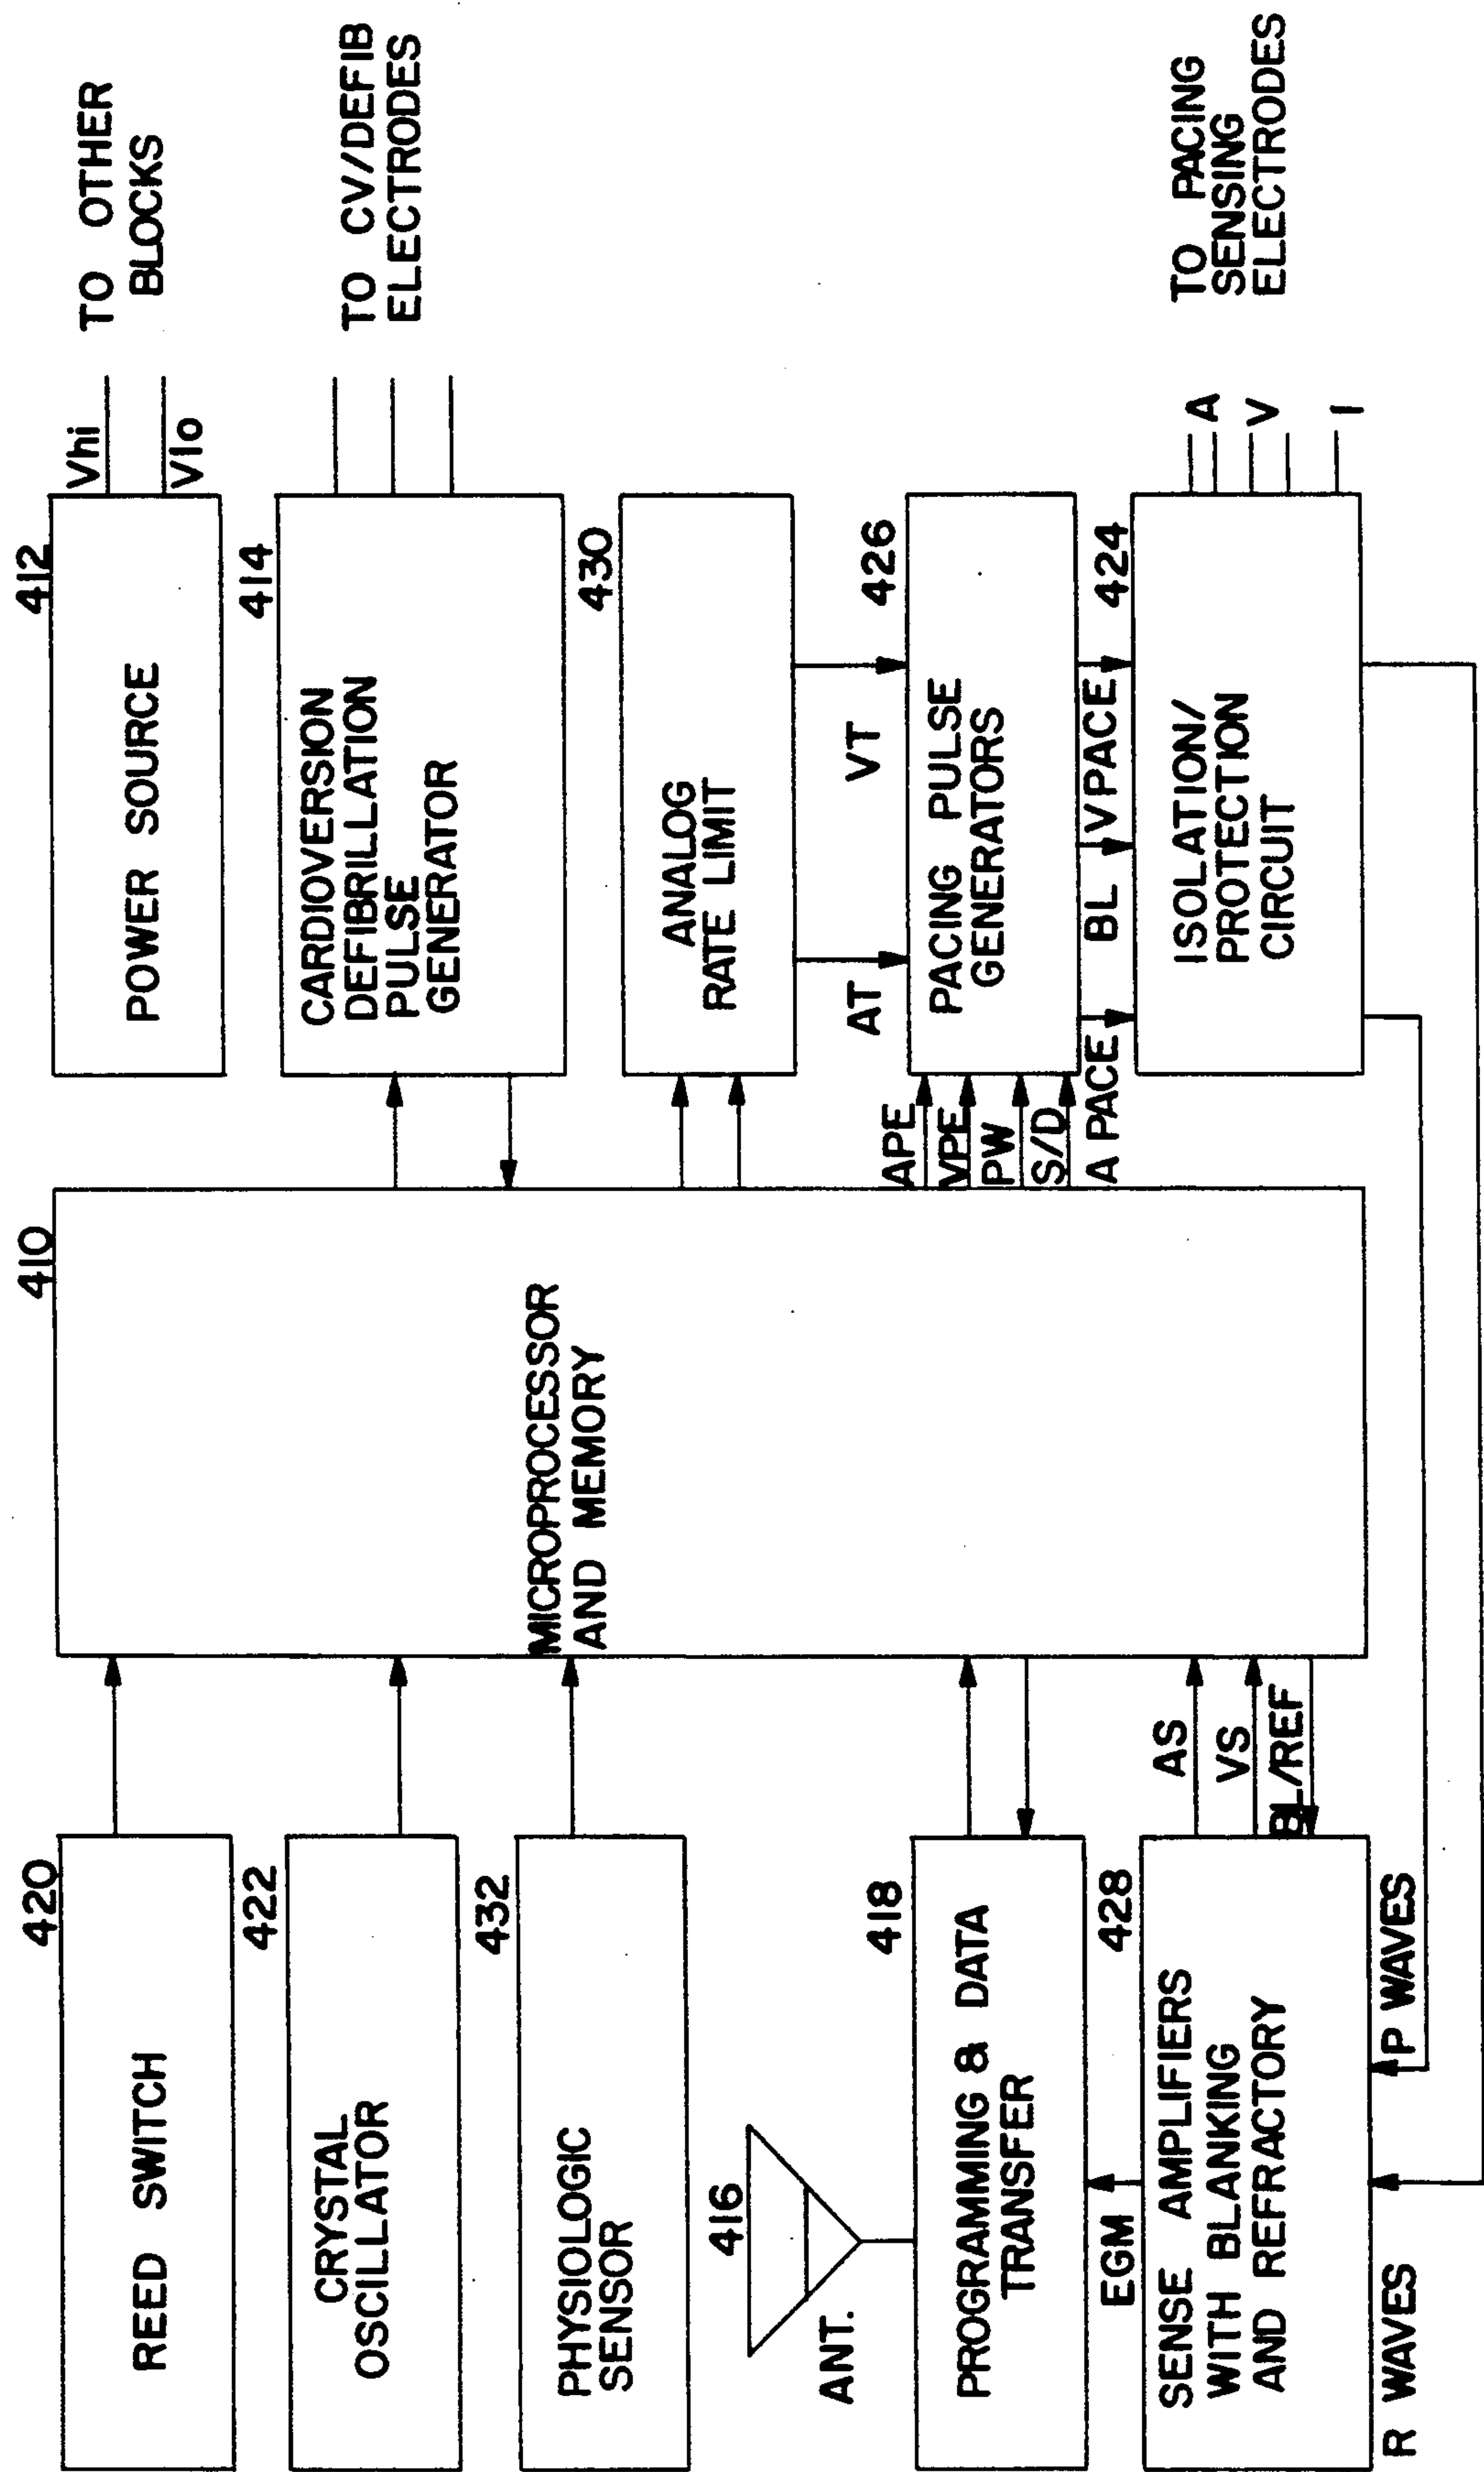 420
REED SWITCH
422
CRYSTAL
OSCILLATOR
432
PHYSIOLOGIC
SENSOR
416
ANT.
418
PROGRAMMING & DATA
TRANSFER
EGM
428
SENSE AMPLIFIERS
WITH BLANKING
AND REFRACTORY
R WAVES
P WAVES
AS
VS
BL/REF
410
MICROPROCESSOR
AND MEMORY
412
POWER SOURCE
Vhi
Vlo
TO OTHER
BLOCKS
414
CARDIOVERSION
DEFIBRILLATION
PULSE
GENERATOR
TO CV/DEFIB
ELECTRODES
430
ANALOG
RATE LIMIT
AT
VT
APE
VPE
PW
S/D
426
PACING PULSE
GENERATORS
A PACE
BL
VPACE
424
ISOLATION/
PROTECTION
CIRCUIT
A
V
I
TO PACING
SENSING
ELECTRODES